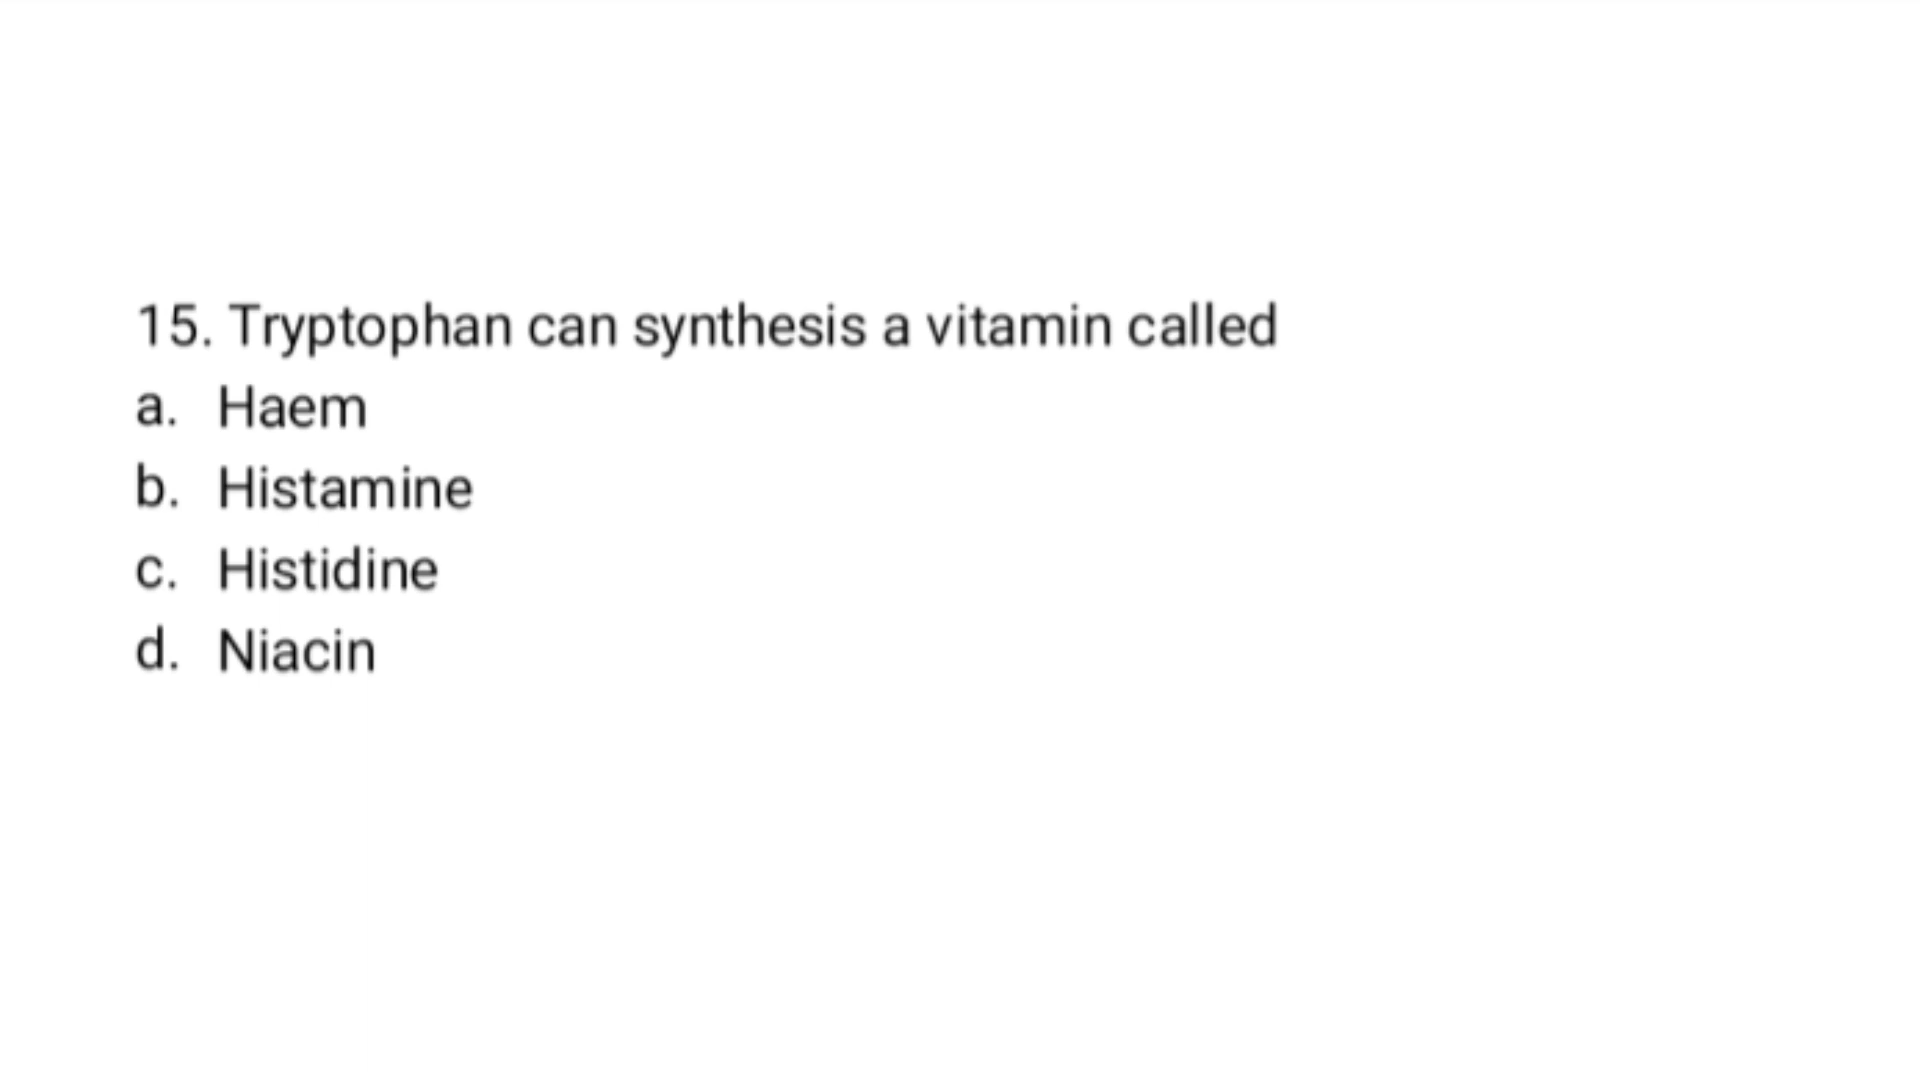 15. Tryptophan can synthesis a vitamin called
a. Haem
b. Histamine
c. Histidine
d. Niacin